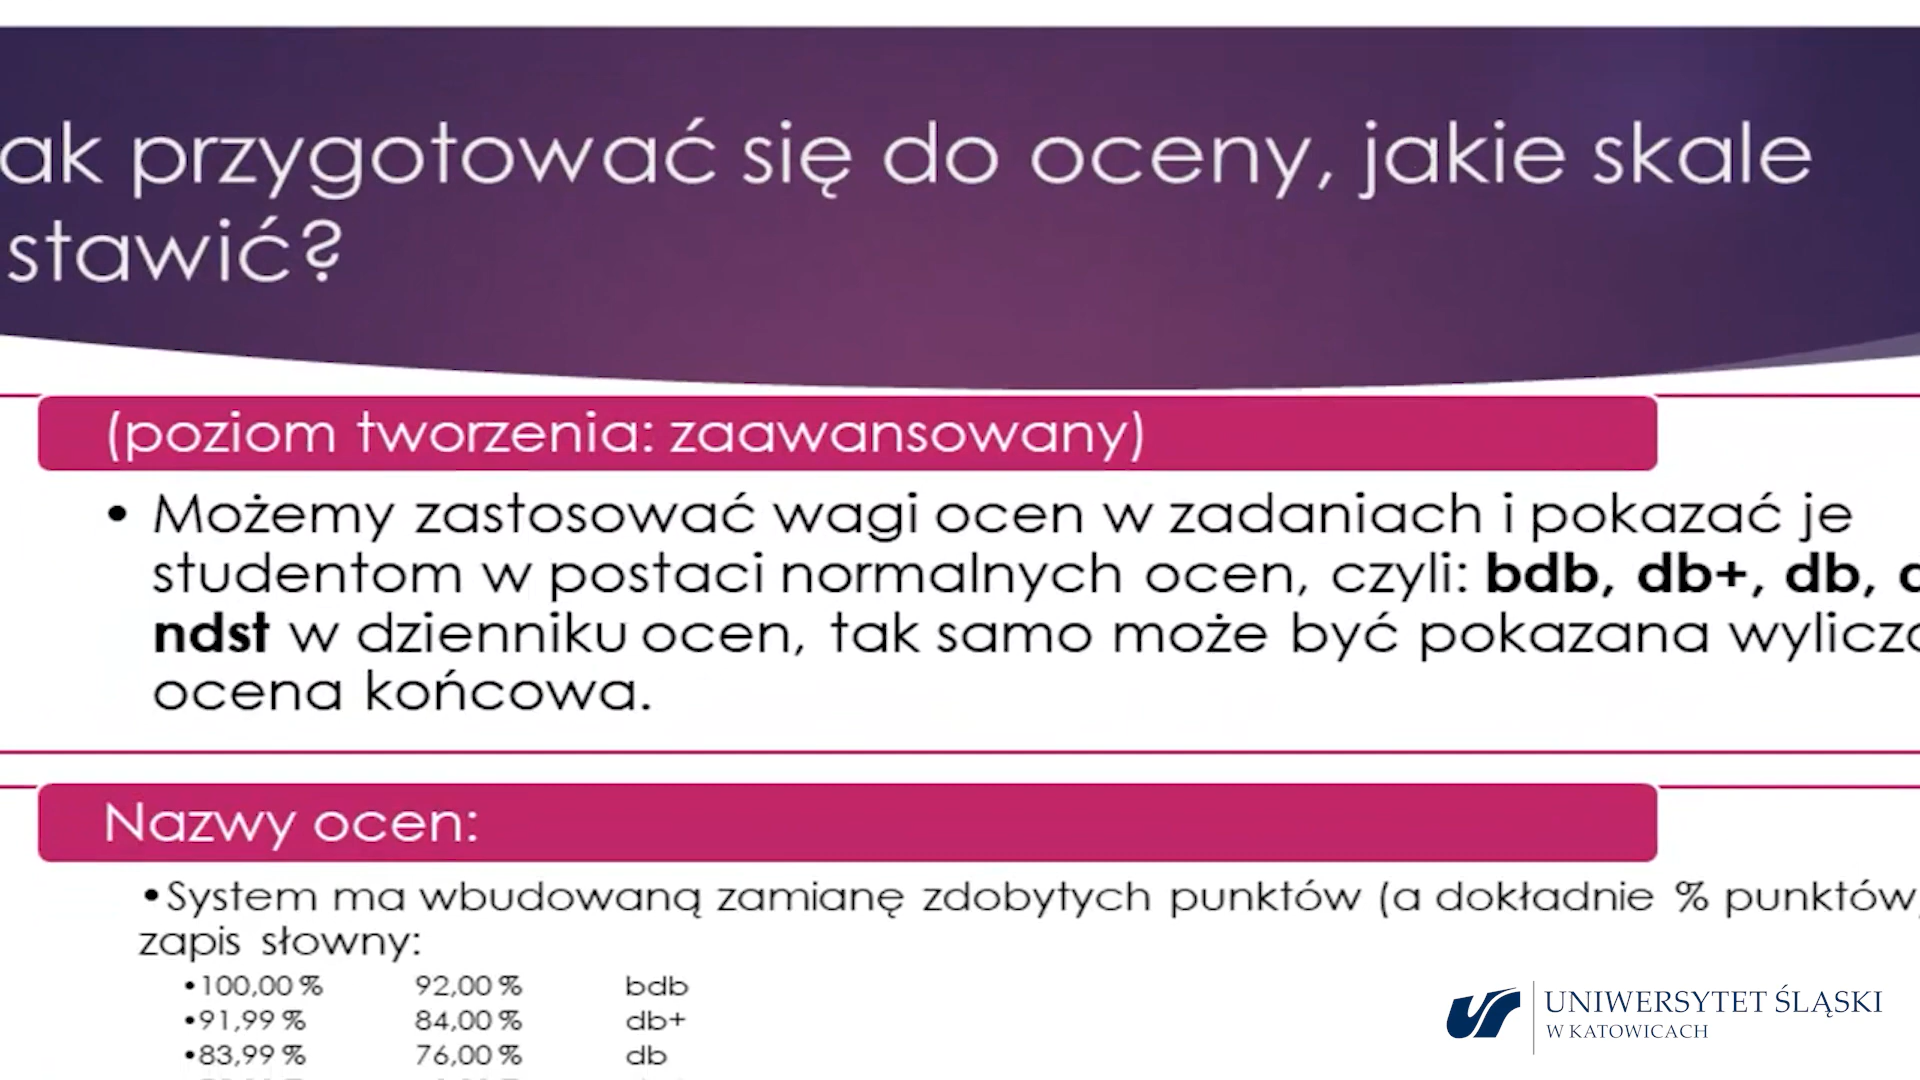 ak przygotować się do oceny, jakie skale
stawić?
(poziom tworzenia: zaawansowany)
• Możemy zastosować wagi ocen w zadaniach i pokazać je
studentom w postaci normalnych ocen, czyli: bdb, db+, db,
ndst w dzienniku ocen, tak samo może być pokazana
ocena końcowa.
Nazwy ocen:
•System ma wbudowaną zamianę zdobytych punktów (a dokładnie % punktów,
zapis słowny:
•100,00 % 92,00 % bdb
•91,99 % 84,00 % db+
•83,99 % 76,00 % db
UNIWERSYTET ŚLĄSKI
W KATOWICACH